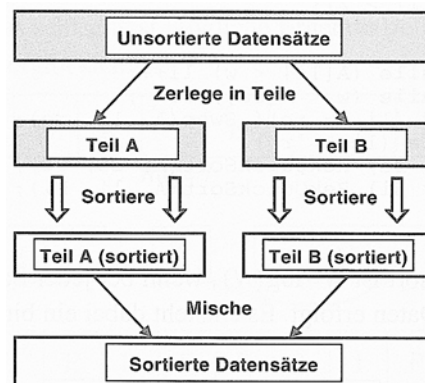 Unsortierte Datensätze
Zerlege in Teile
Teil A
Teil B
Sortiere
Sortiere
Teil A (sortiert)
Teil B (sortiert)
Mische
Sortierte Datensätze